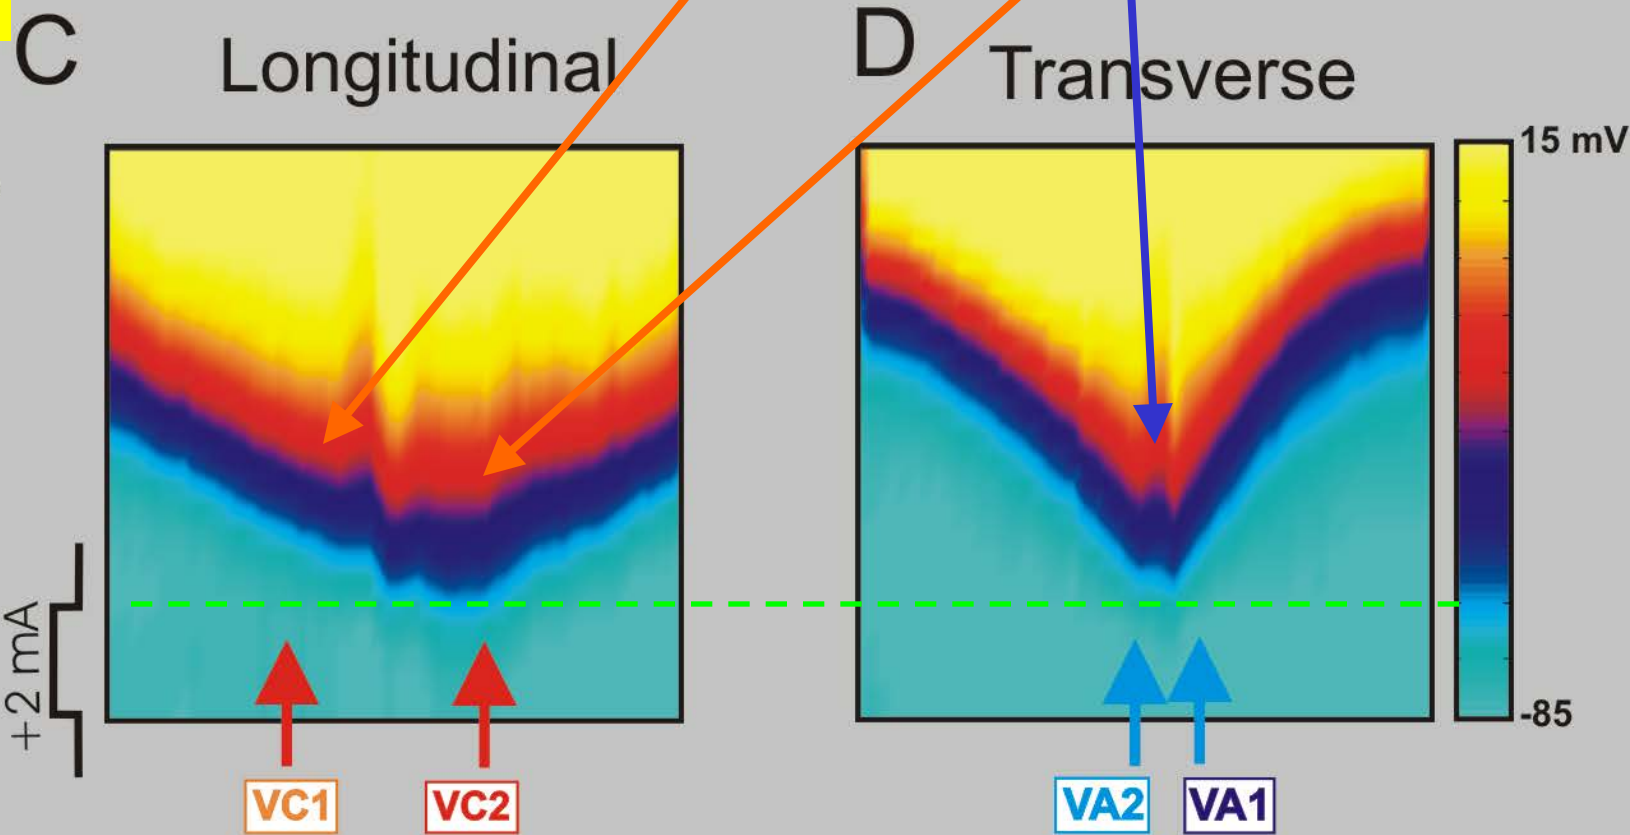 C
Longitudinal
D
Transverse
15 mV
+2 mA
-85
VC1
VC2
VA2
VA1